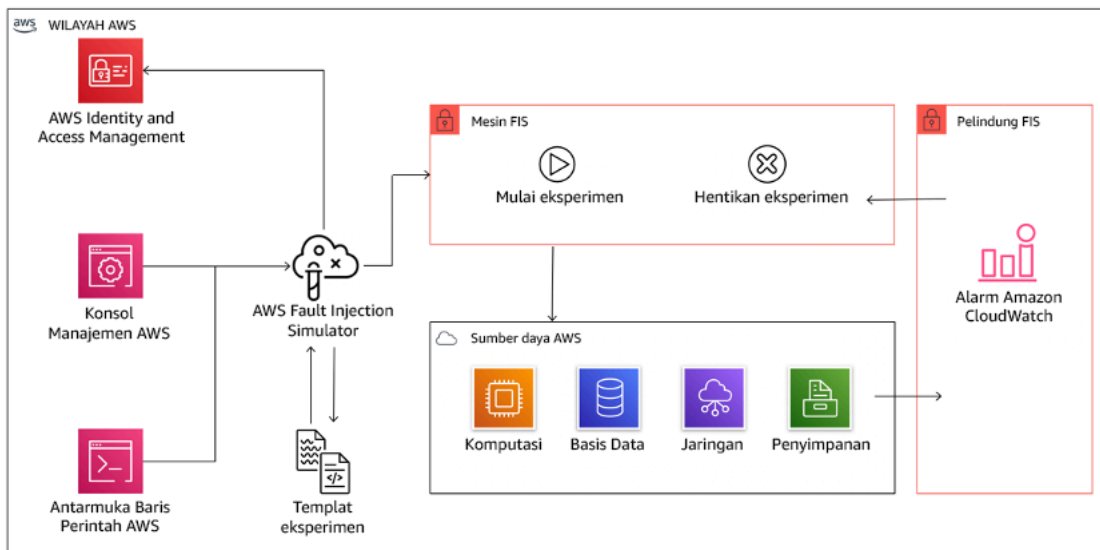 aws WILAYAH AWS
AWS Identity and
Access Management
Konsol
Manajemen AWS
Antarmuka Baris
Perintah AWS
AWS Fault Injection
Simulator
Templat
eksperimen
Mesin FIS
Mulai eksperimen
Hentikan eksperimen
Sumber daya AWS
Komputasi
Basis Data
Jaringan
Penyimpanan
Pelindung FIS
Alarm Amazon
CloudWatch